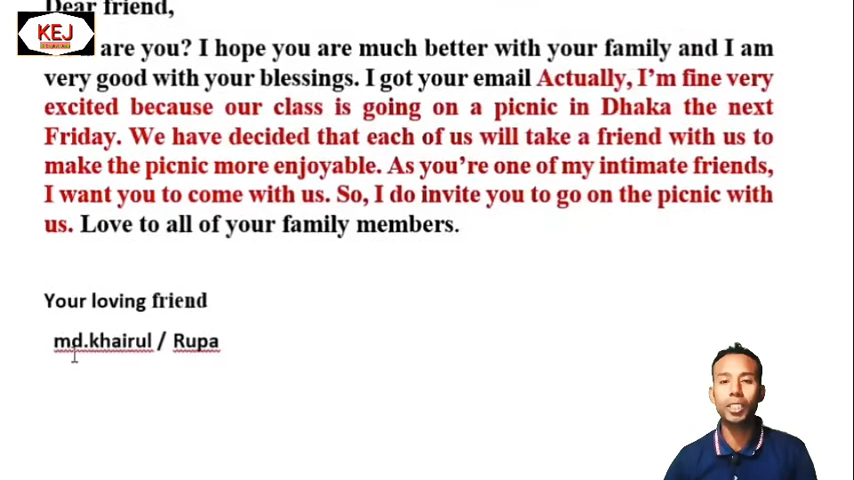 Dear friend,
KEJ
are you? I hope you are much better with your family and I am
very good with your blessings. I got your email Actually, I’m fine very
excited because our class is going on a picnic in Dhaka the next
Friday. We have decided that each of us will take a friend with us to
make the picnic more enjoyable. As you’re one of my intimate friends,
I want you to come with us. So, I do invite you to go on the picnic with
us. Love to all of your family members.
Your loving friend
md.khairul / Rupa